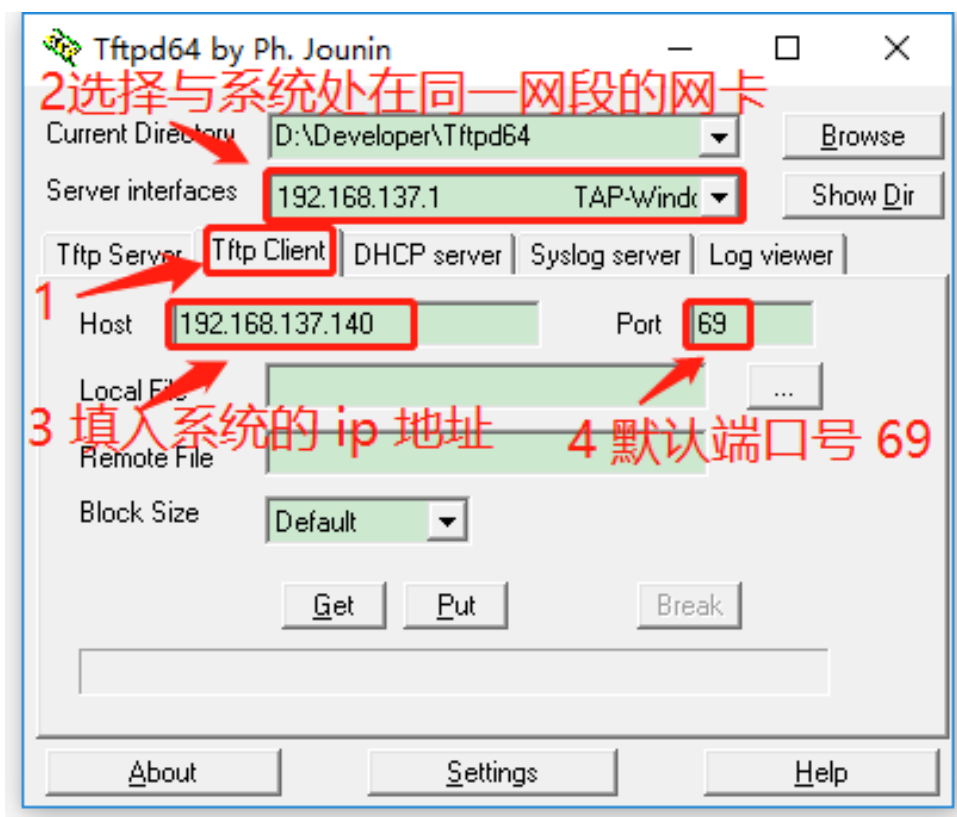 Tftpd64 by Ph. Jounin
2选择与系统处在同一网段的网卡
Current Directory D:\Developer\Tftpd64 Browse
Server interfaces 192.168.137.1 TAP-Windo Show Dir
Tftp Server Tftp Client DHCP server Syslog server Log viewer
1
Host 192.168.137.140 Port 69
Local File ...
3 填入系统的 ip 地址 4 默认端口号 69
Remote File
Block Size Default
Get Put Break
About Settings Help